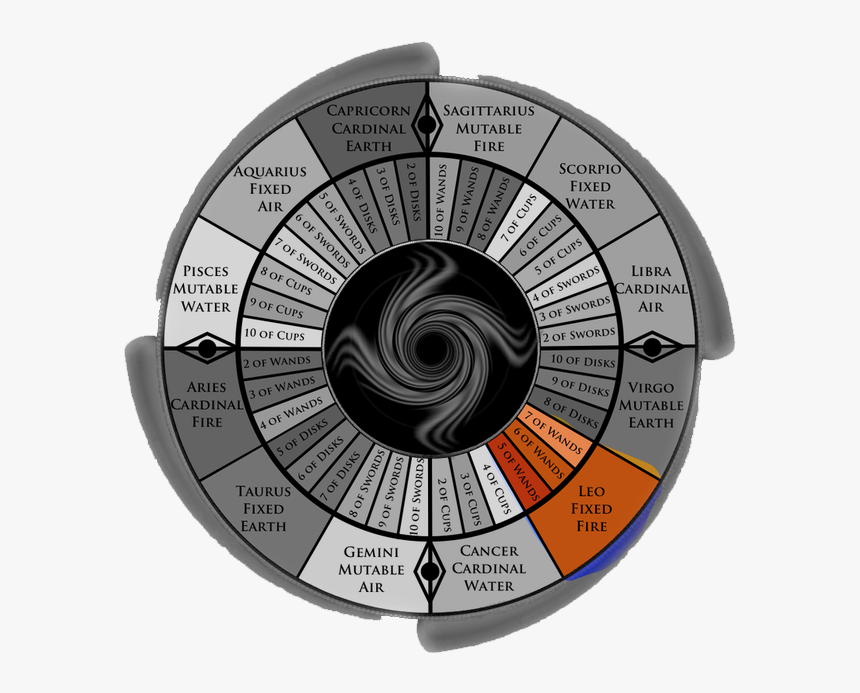 Capricorn
Cardinal
Earth
Sagittarius
Mutable
Fire
Scorpio
Fixed
Water
Libra
Cardinal
Air
Virgo
Mutable
Earth
Leo
Fixed
Fire
Cancer
Cardinal
Water
Gemini
Mutable
Air
Taurus
Fixed
Earth
Aries
Cardinal
Fire
Pisces
Mutable
Water
Aquarius
Fixed
Air
10 of Wands
9 of Wands
8 of Wands
7 of Cups
6 of Cups
5 of Cups
4 of Swords
3 of Swords
2 of Swords
10 of Disks
9 of Disks
8 of Disks
7 of Wands
6 of Wands
5 of Wands
4 of Cups
3 of Cups
2 of Cups
10 of Swords
9 of Swords
8 of Swords
7 of Disks
6 of Disks
5 of Disks
4 of Wands
3 of Wands
2 of Wands
10 of Cups
9 of Cups
8 of Cups
7 of Swords
6 of Swords
5 of Swords
4 of Disks
3 of Disks
2 of Disks